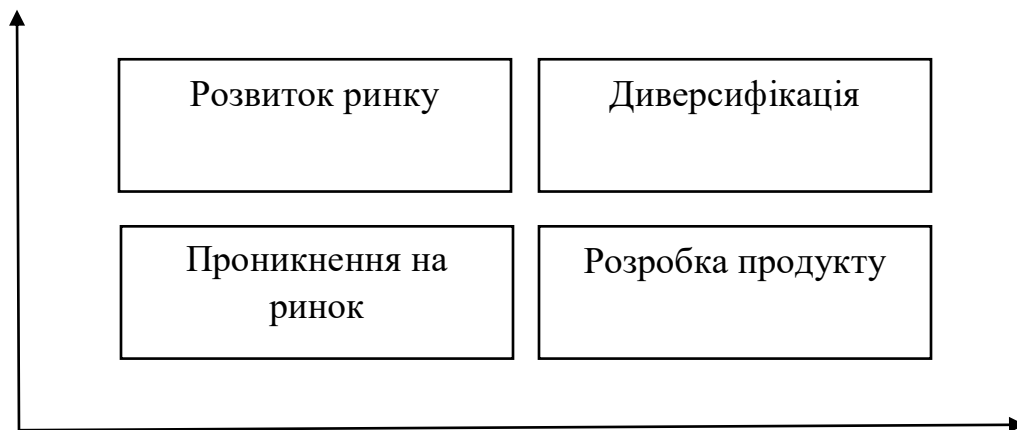 Розвиток ринку
Диверсифікація
Проникнення на
ринок
Розробка продукту